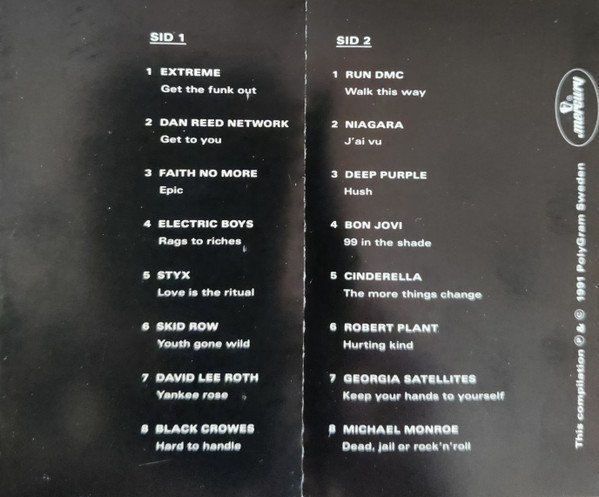 SID 1
1 EXTREME
Get the funk out
2 DAN REED NETWORK
Get to you
3 FAITH NO MORE
Epic
4 ELECTRIC BOYS
Rags to riches
5 STYX
Love is the ritual
6 SKID ROW
Youth gone wild
7 DAVID LEE ROTH
Yankee rose
8 BLACK CROWES
Hard to handle
SID 2
1 RUN DMC
Walk this way
2 NIAGARA
J'ai vu
3 DEEP PURPLE
Hush
4 BON JOVI
99 in the shade
5 CINDERELLA
The more things change
6 ROBERT PLANT
Hurting kind
7 GEORGIA SATELLITES
Keep your hands to yourself
8 MICHAEL MONROE
Dead, jail or rock'n'roll
mercury
This compilation ℗ & © 1991 PolyGram Sweden